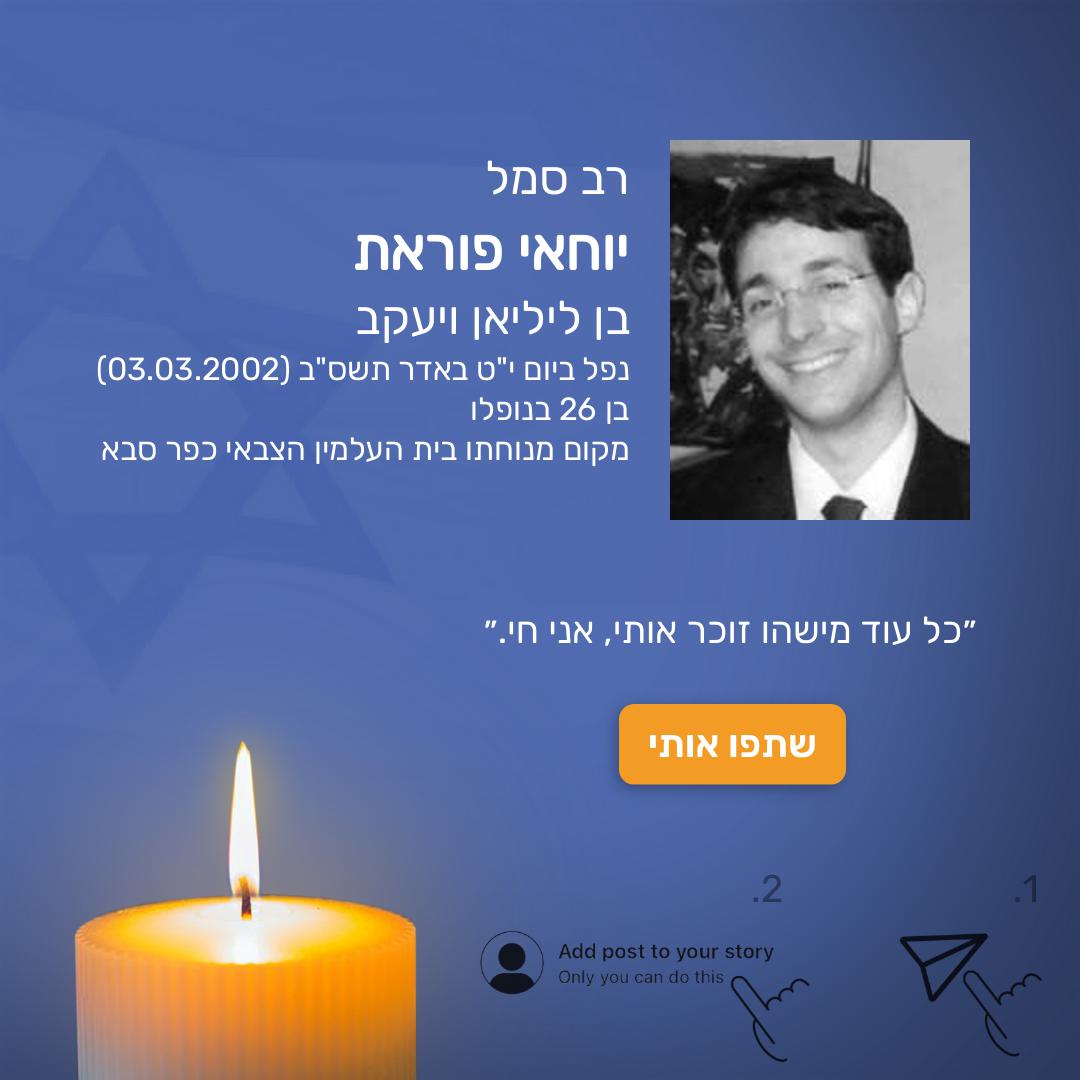 רב סמל
יוחאי פוראת
בן ליליאן ויעקב
נפל ביום י"ט באדר תשס"ב (03.03.2002)
בן 26 בנופלו
מקום מנוחתו בית העלמין הצבאי כפר סבא
״כל עוד מישהו זוכר אותי, אני חי.״
שתפו אותי
1.
2.
Add post to your story
Only you can do this